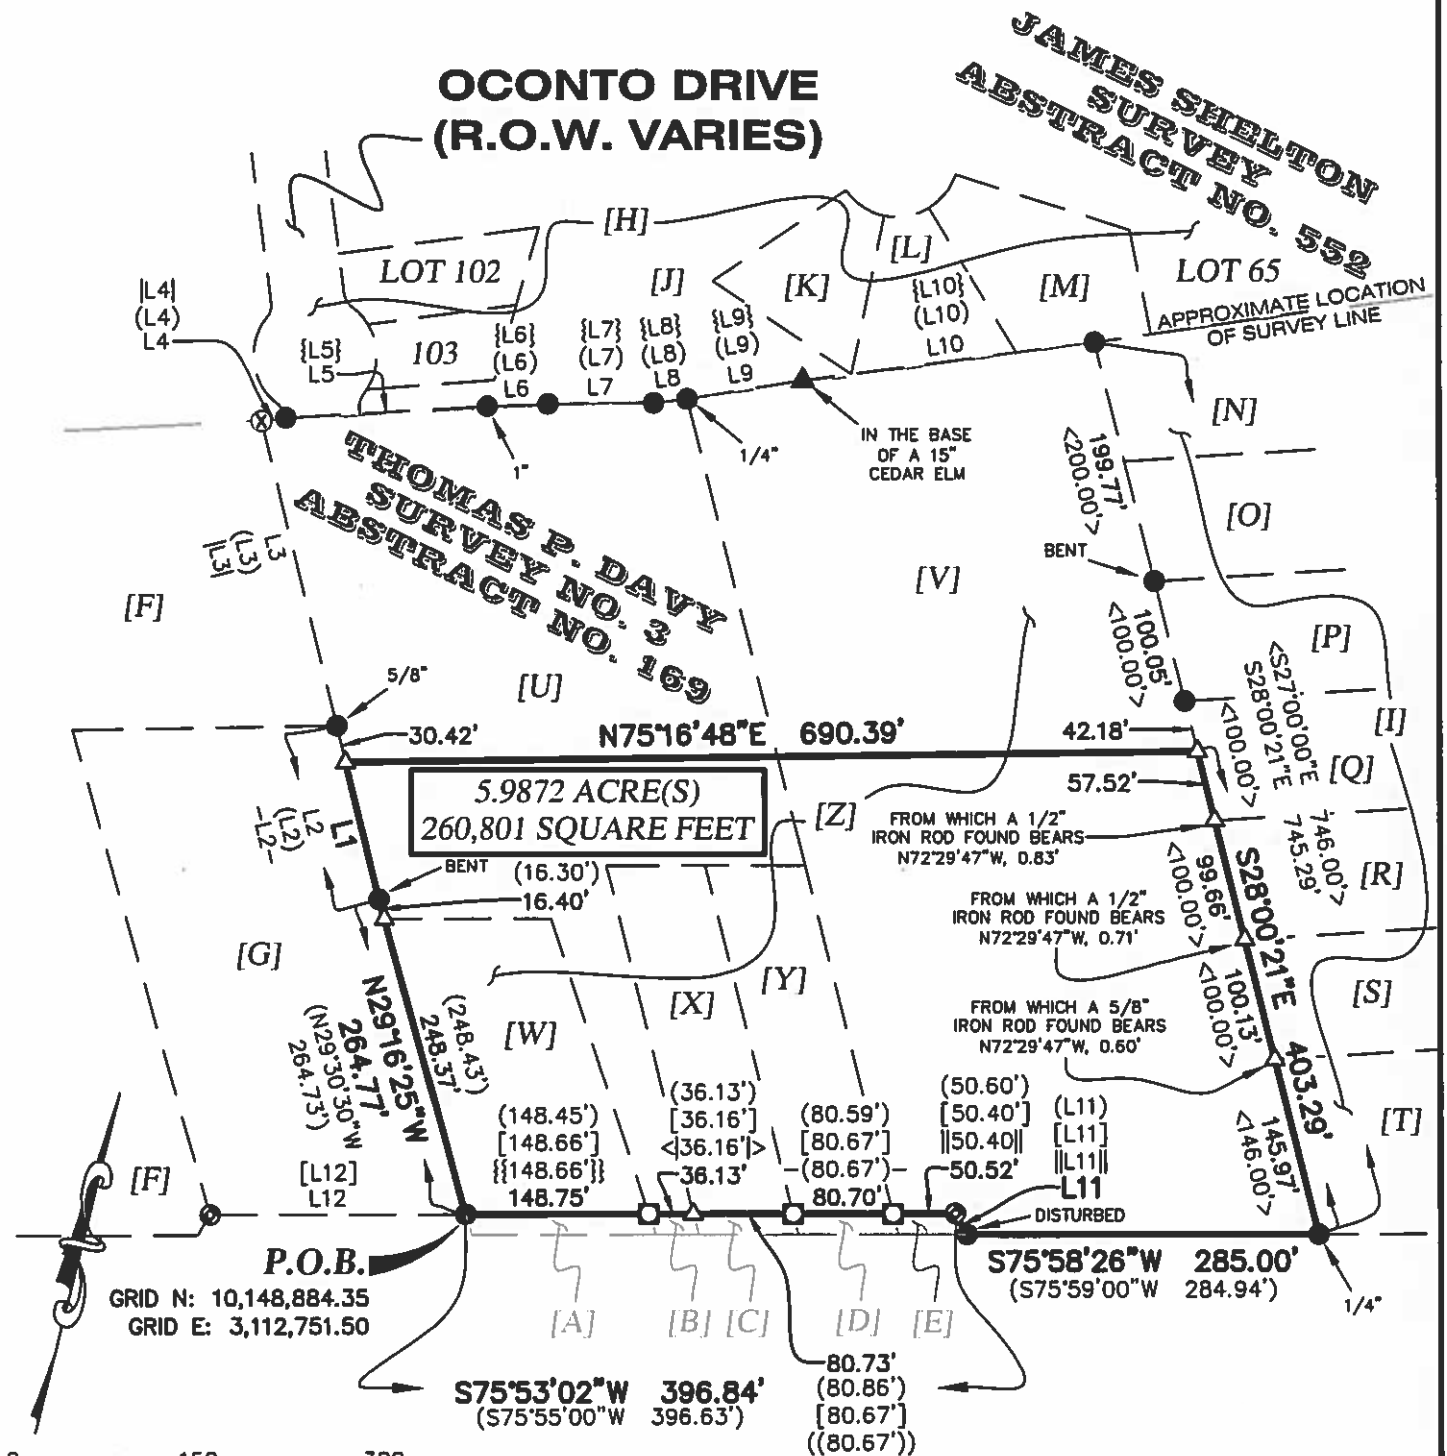 OCONTO DRIVE
(R.O.W. VARIES)
JAMES SHELTON
SURVEY
ABSTRACT NO. 552
[H]
LOT 102
[J]
[K]
[L]
[M]
LOT 65
APPROXIMATE LOCATION
OF SURVEY LINE
|L4|
(L4)
L4
{L5}
L5
103
{L6}
(L6)
L6
{L7}
(L7)
L7
{L8}
(L8)
L8
{L9}
(L9)
L9
{L10}
(L10)
L10
1"
1/4"
IN THE BASE
OF A 15"
CEDAR ELM
[N]
199.77'
<200.00'>
[O]
THOMAS P. DAVY
SURVEY NO. 3
ABSTRACT NO. 169
L3
(L3)
|L3|
[F]
BENT
[V]
100.05'
<100.00'>
[P]
5/8"
[U]
<S27°00'00"E 746.00'>
S28°00'21"E 745.29'
[I]
30.42'
N75°16'48"E 690.39'
42.18'
<100.00'>
[Q]
5.9872 ACRE(S)
260,801 SQUARE FEET
57.52'
[Z]
FROM WHICH A 1/2"
IRON ROD FOUND BEARS
N72°29'47"W, 0.83'
L1
L2
(L2)
-L2-
BENT
(16.30')
16.40'
99.66'
<100.00'>
[R]
FROM WHICH A 1/2"
IRON ROD FOUND BEARS
N72°29'47"W, 0.71'
S28°00'21"E 403.29'
[G]
[Y]
[X]
[W]
100.13'
<100.00'>
[S]
FROM WHICH A 5/8"
IRON ROD FOUND BEARS
N72°29'47"W, 0.60'
(248.43')
248.37'
N29°16'25"W
264.77'
(N29°30'30"W
264.73')
(148.45')
[148.66']
{{148.66'}}
148.75'
(36.13')
[36.16']
<|36.16'|>
36.13'
(80.59')
[80.67']
-(80.67')-
80.70'
(50.60')
[50.40']
||50.40||
50.52'
(L11)
[L11]
||L11||
L11
DISTURBED
145.97'
<146.00'>
[T]
[F]
[L12]
L12
P.O.B.
GRID N: 10,148,884.35
GRID E: 3,112,751.50
[A]
[B]
[C]
[D]
[E]
S75°58'26"W 285.00'
(S75°59'00"W 284.94')
1/4"
S75°53'02"W 396.84'
(S75°55'00"W 396.63')
80.73'
(80.86')
[80.67']
((80.67'))